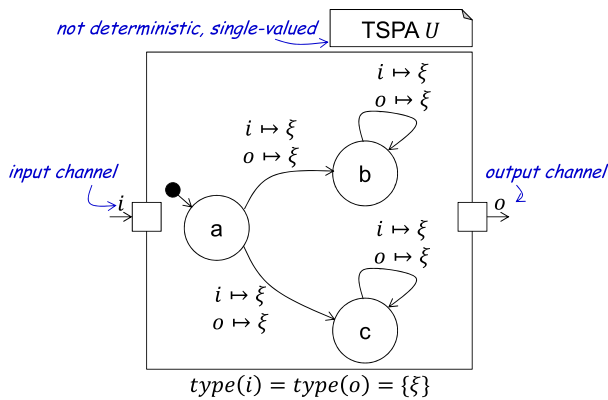 not deterministic, single-valued
TSPA U
i ↦ ξ
o ↦ ξ
i ↦ ξ
o ↦ ξ
b
input channel
output channel
i
o
a
i ↦ ξ
o ↦ ξ
i ↦ ξ
o ↦ ξ
c
type(i) = type(o) = {ξ}